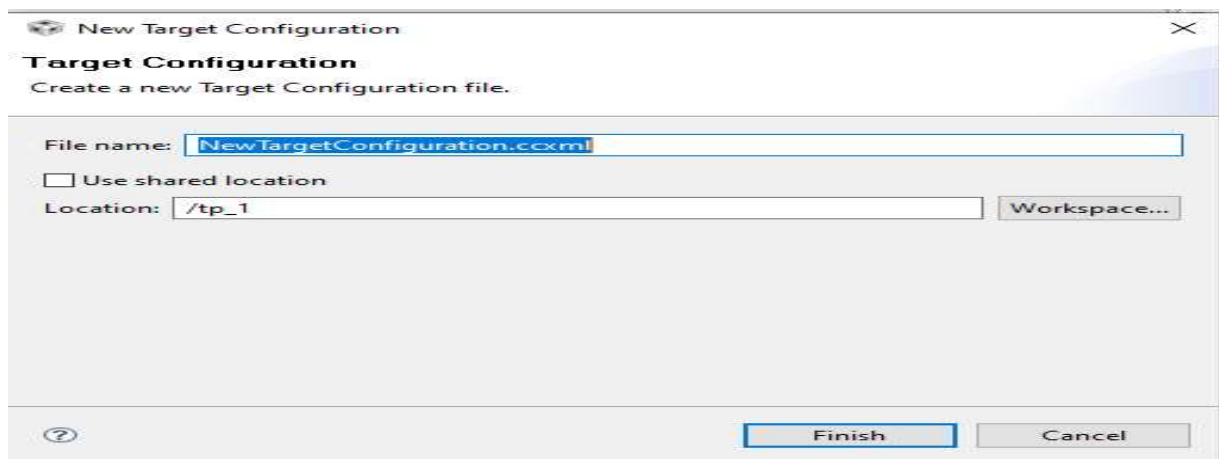 New Target Configuration
Target Configuration
Create a new Target Configuration file.
File name: NewTargetConfiguration.ccxml
Use shared location
Location: /tp_1 Workspace...
Finish Cancel